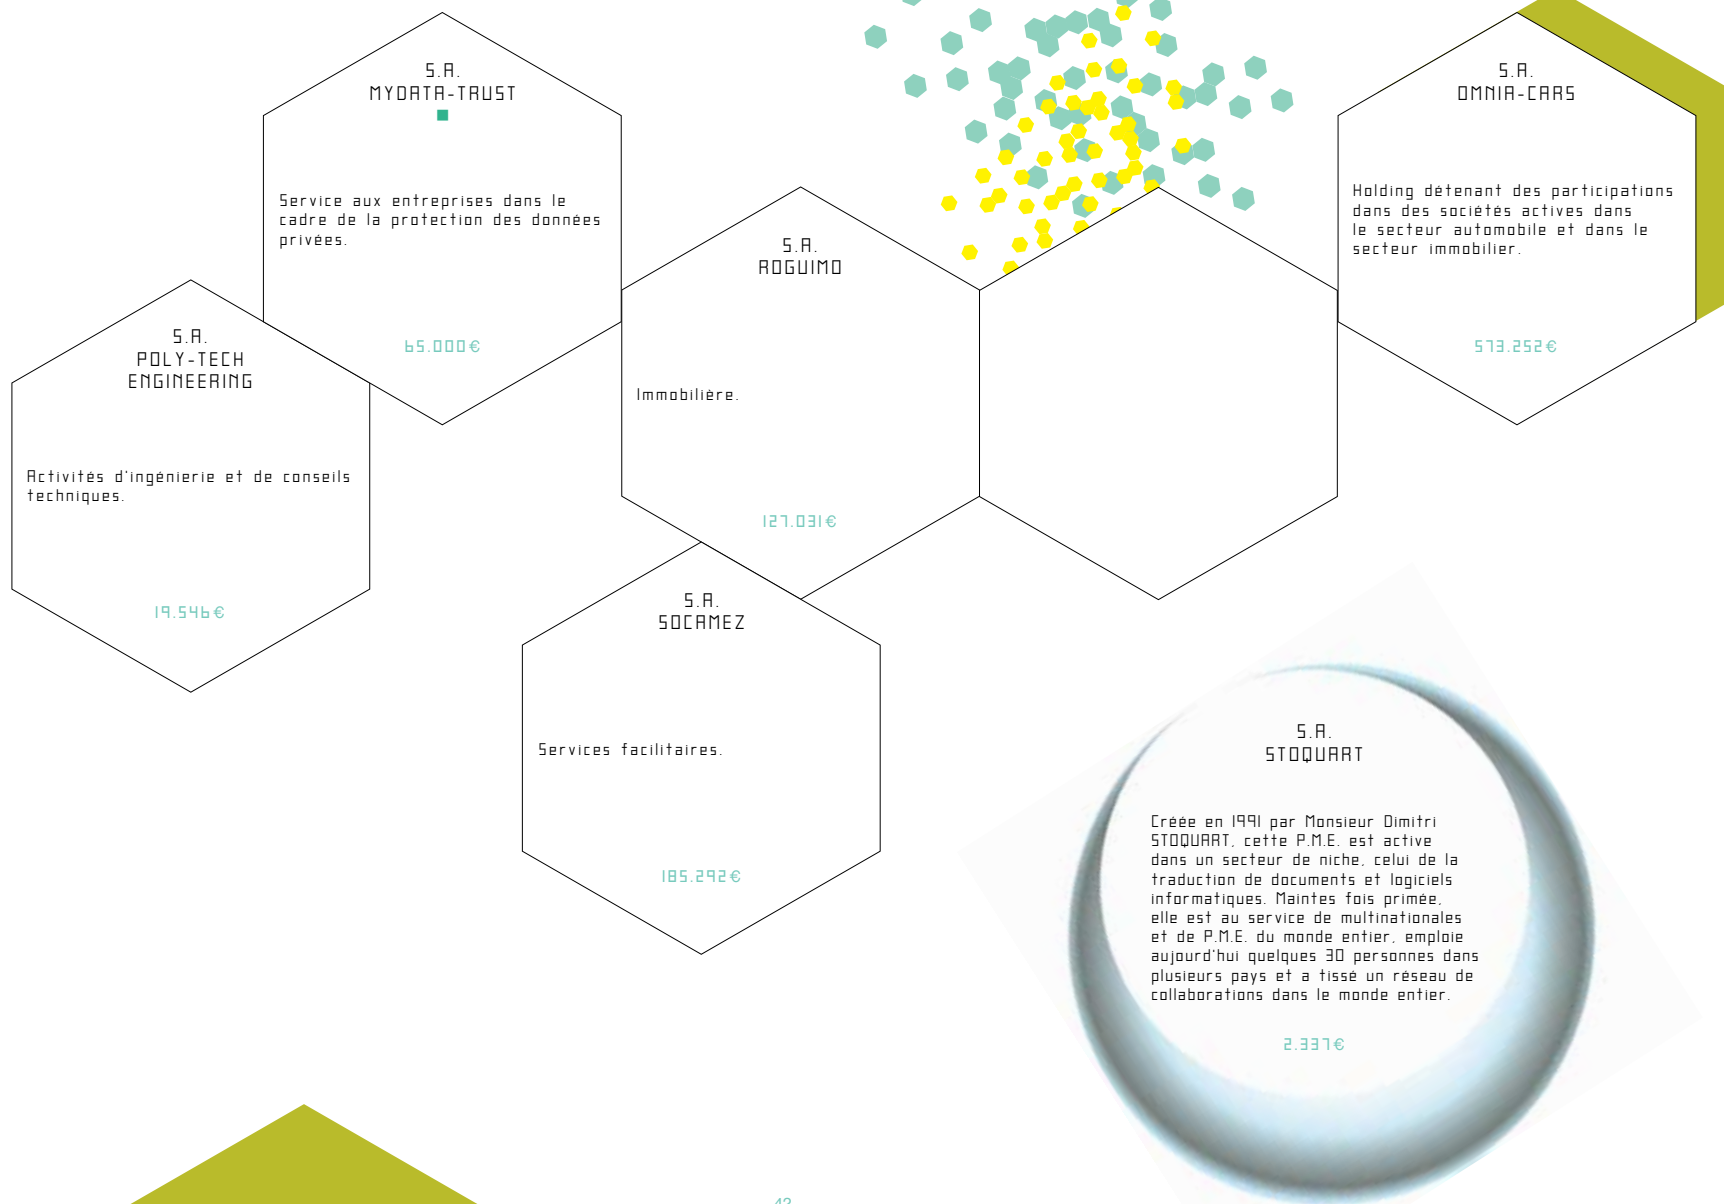 S.A.
MYDATA-TRUST
Service aux entreprises dans le
cadre de la protection des données
privées.
65.000€
S.A.
OMNIA-CARS
Holding détenant des participations
dans des sociétés actives dans
le secteur automobile et dans le
secteur immobilier.
573.252€
S.A.
ROGUIMO
Immobilière.
127.031€
S.A.
POLY-TECH
ENGINEERING
Activités d'ingénierie et de conseils
techniques.
19.546€
S.A.
SOCAMEZ
Services facilitaires.
185.292€
S.A.
STOQUART
Créée en 1991 par Monsieur Dimitri
STOQUART, cette P.M.E. est active
dans un secteur de niche, celui de la
traduction de documents et logiciels
informatiques. Maintes fois primée,
elle est au service de multinationales
et de P.M.E. du monde entier, emploie
aujourd'hui quelques 30 personnes dans
plusieurs pays et a tissé un réseau de
collaborations dans le monde entier.
2.337€
42